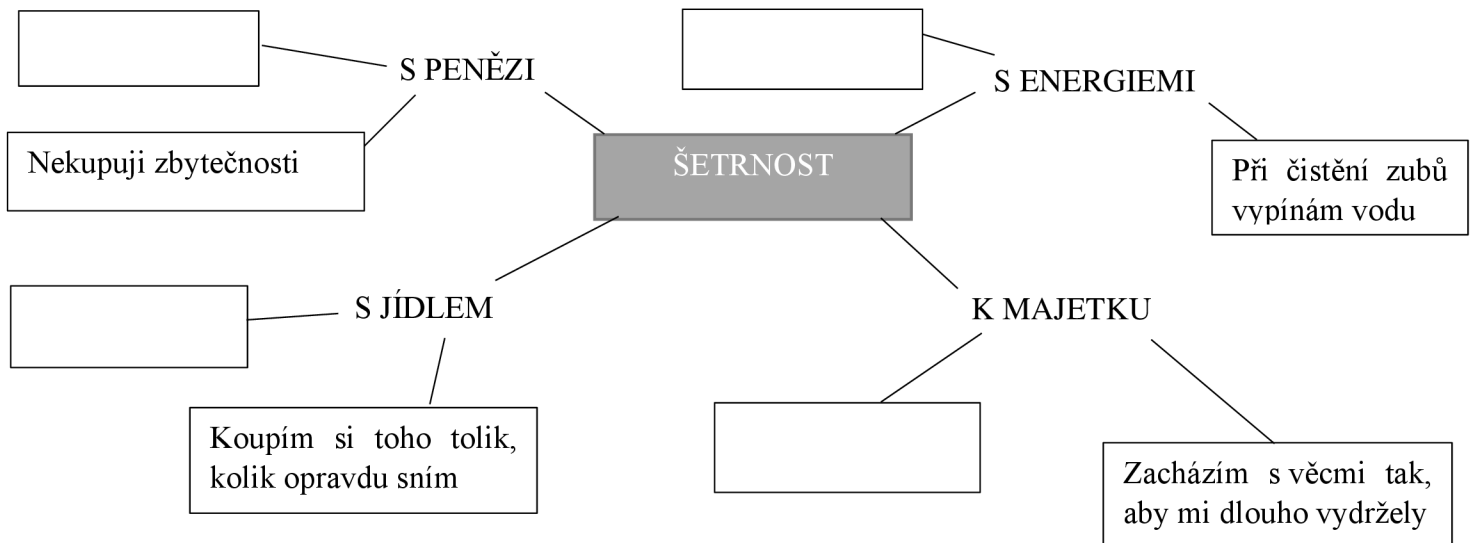 S PENĚZI
S ENERGIEMI
Nekupuji zbytečnosti
ŠETRNOST
Při čistění zubů
vypínám vodu
S JÍDLEM
K MAJETKU
Koupím si toho tolik,
kolik opravdu sním
Zacházím s věcmi tak,
aby mi dlouho vydržely